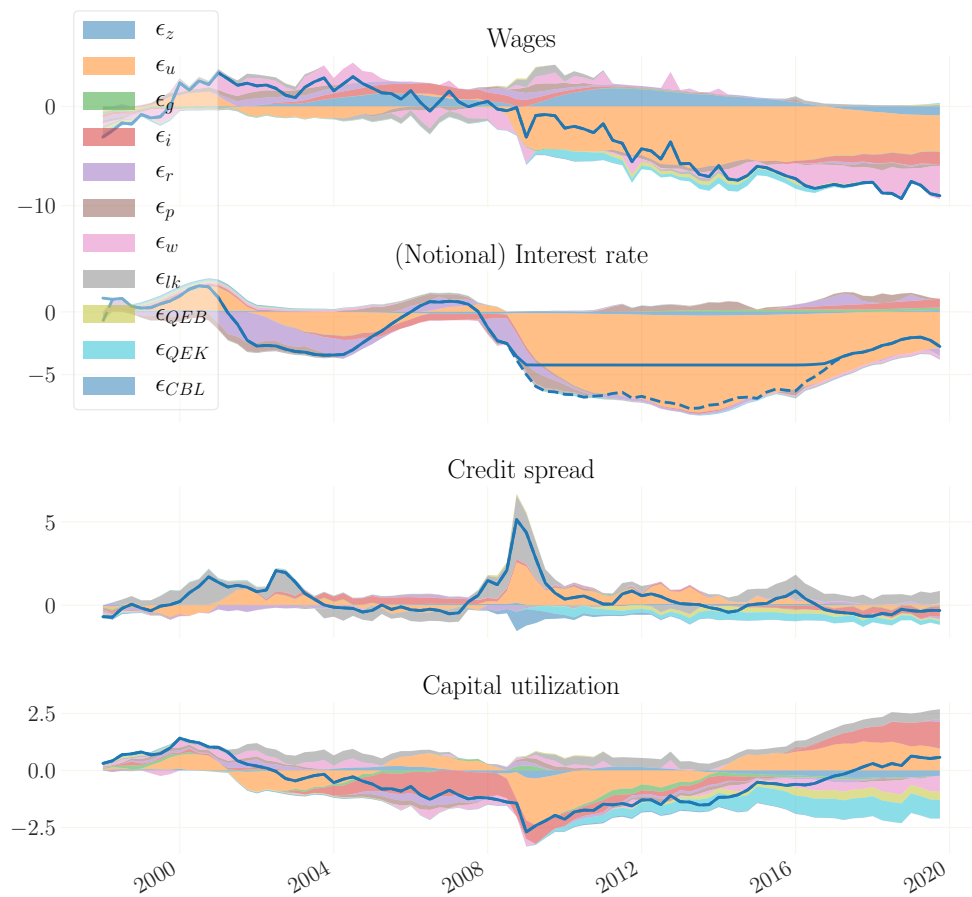 Wages
0
−10
ϵ_z
ϵ_u
ϵ_g
ϵ_i
ϵ_r
ϵ_p
ϵ_w
ϵ_lk
ϵ_QEB
ϵ_QEK
ϵ_CBL
(Notional) Interest rate
0
−5
Credit spread
5
0
Capital utilization
2.5
0.0
−2.5
2000
2004
2008
2012
2016
2020